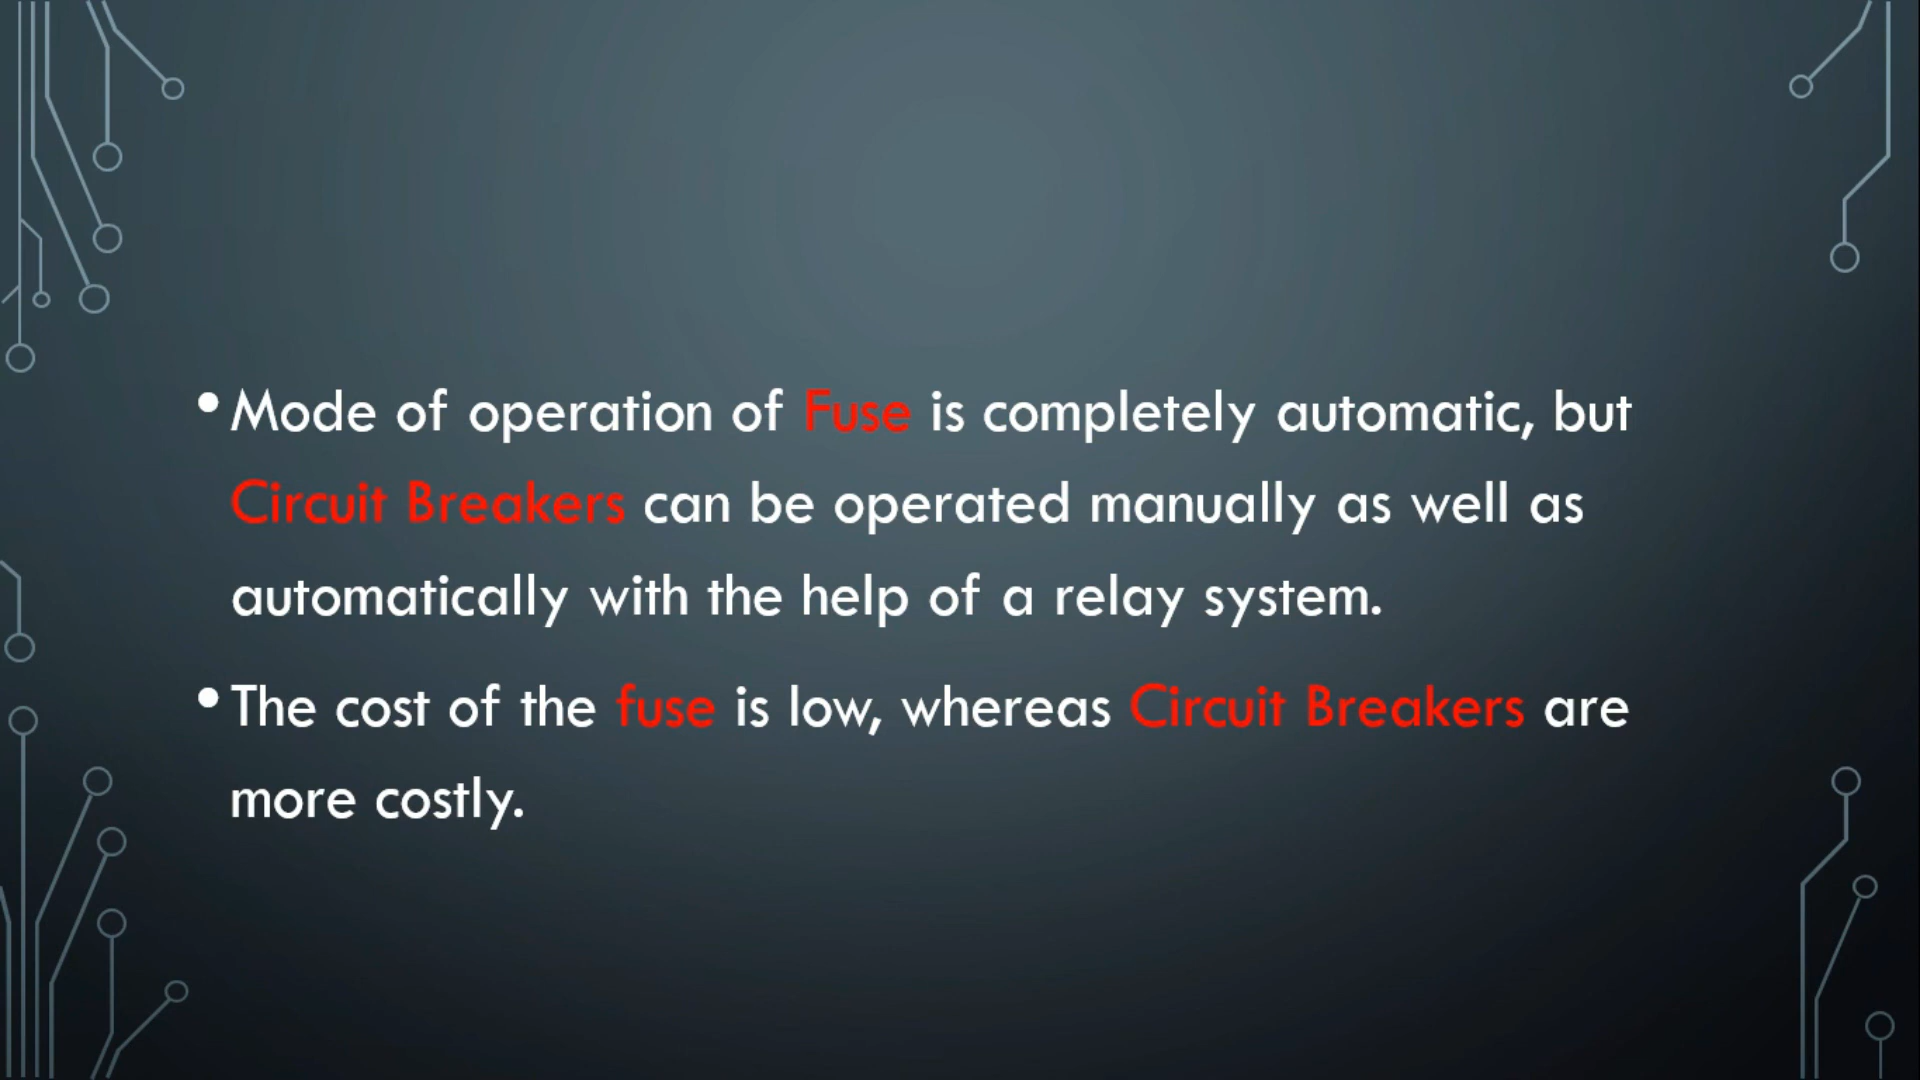 • Mode of operation of Fuse is completely automatic, but
Circuit Breakers can be operated manually as well as
automatically with the help of a relay system.
• The cost of the fuse is low, whereas Circuit Breakers are
more costly.